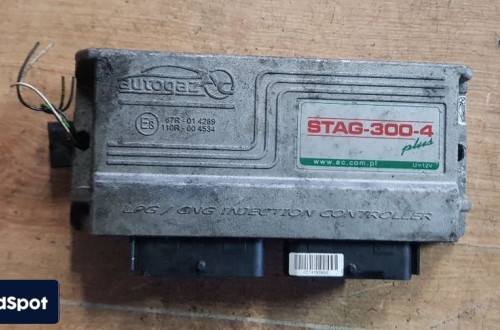 autogaz AC
E8
67R-01 4289
110R-00 4534
STAG-300-4
plus
www.ac.com.pl
U=12V
LPG / CNG INJECTION CONTROLLER
dSpot